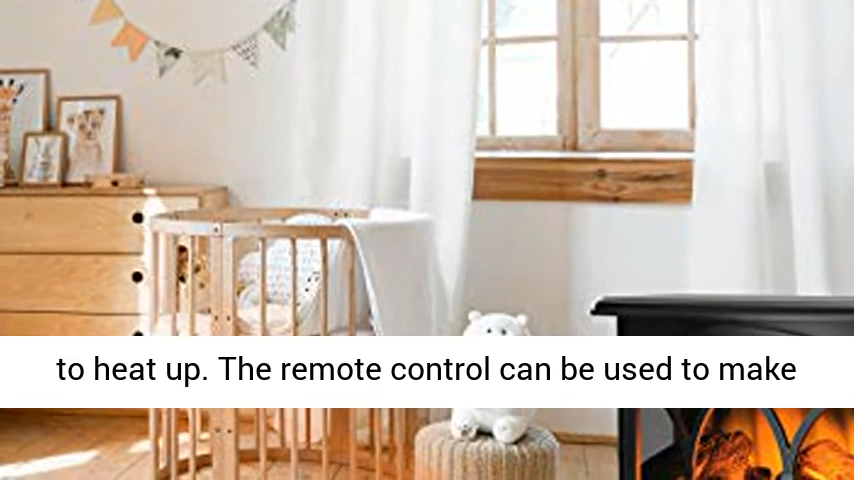 to heat up. The remote control can be used to make